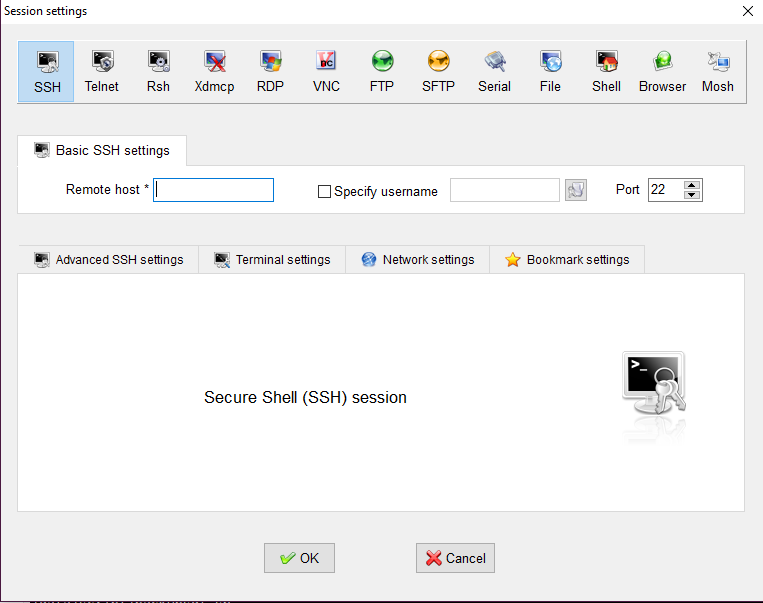 Session settings
SSH Telnet Rsh Xdmcp RDP VNC FTP SFTP Serial File Shell Browser Mosh
Basic SSH settings
Remote host * Specify username Port 22
Advanced SSH settings Terminal settings Network settings Bookmark settings
Secure Shell (SSH) session
OK Cancel